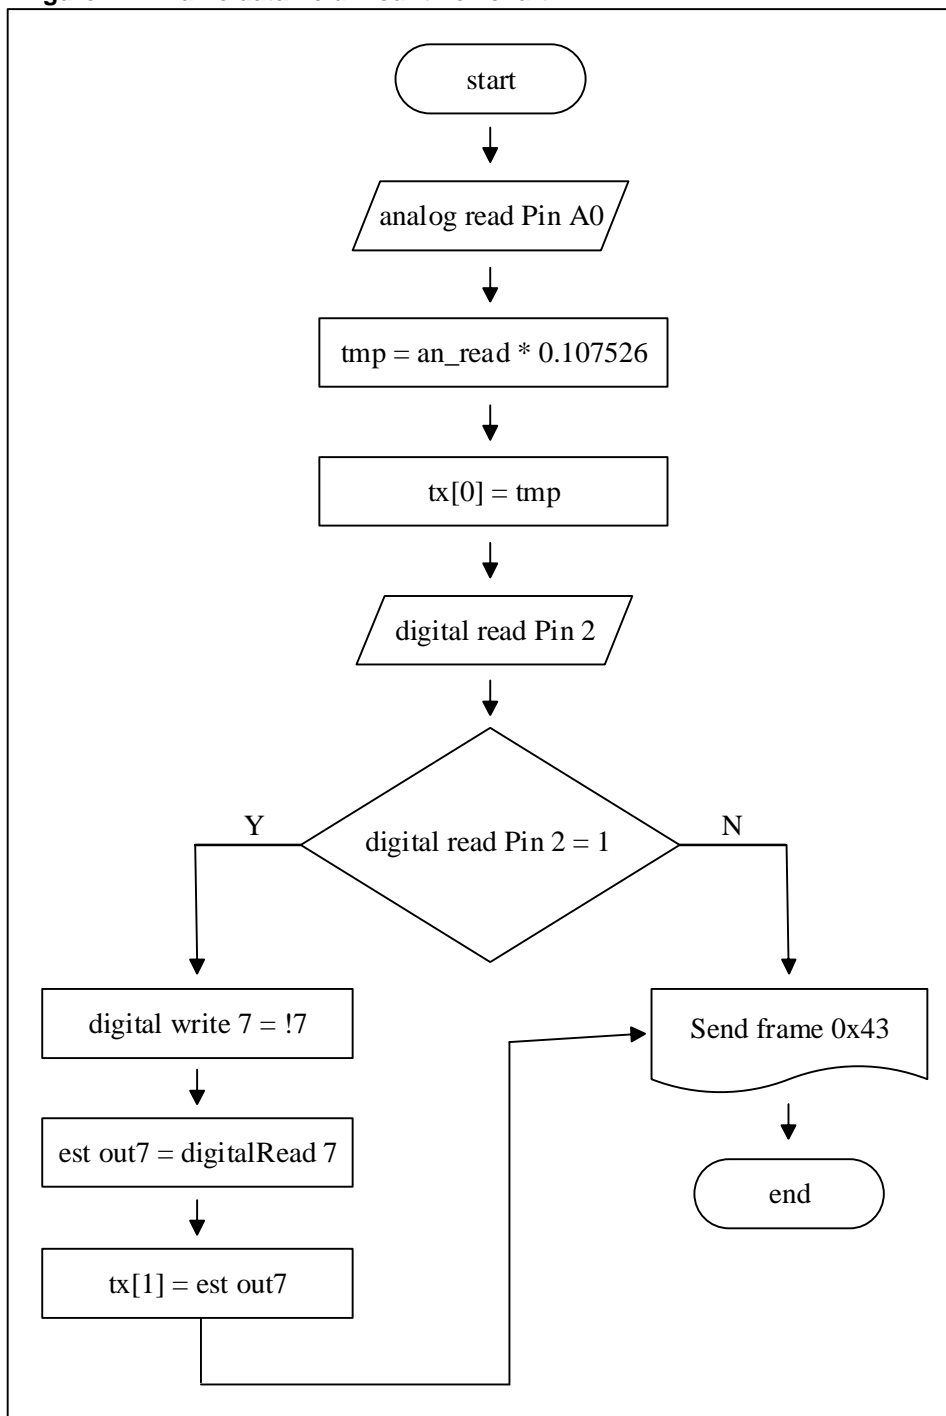 start
analog read Pin A0
tmp = an_read * 0.107526
tx[0] = tmp
digital read Pin 2
digital read Pin 2 = 1
Y
N
digital write 7 = !7
est out7 = digitalRead 7
tx[1] = est out7
Send frame 0x43
end